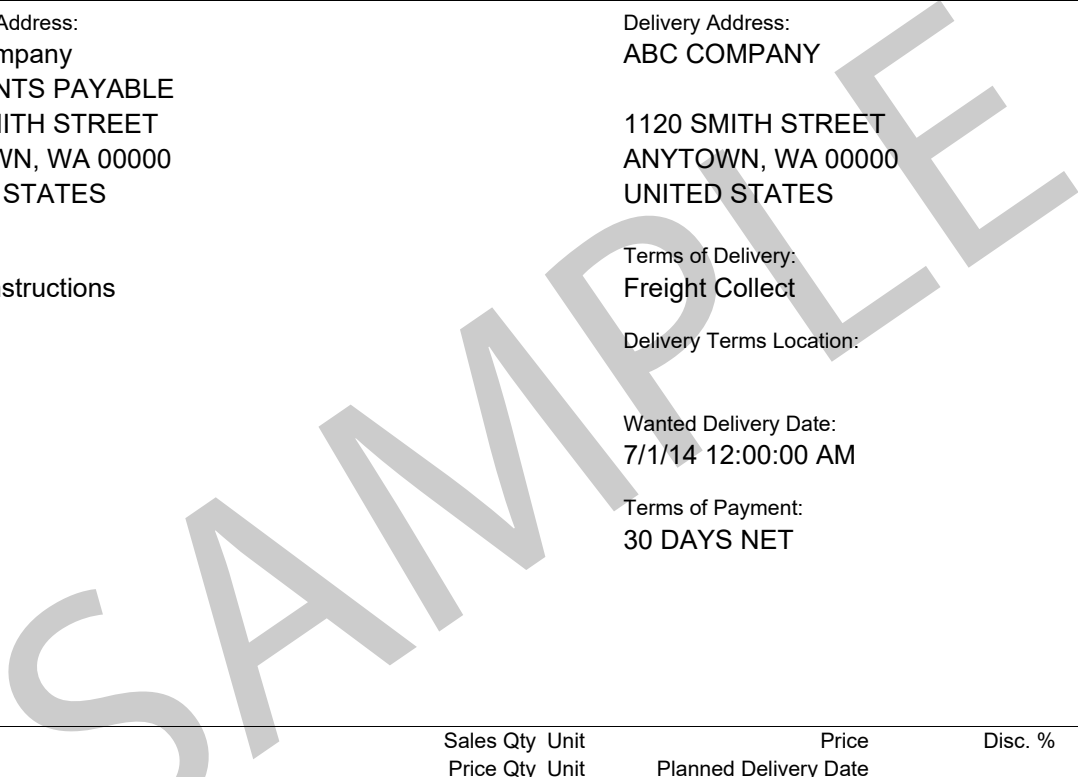 Address:
mpany
NTS PAYABLE
IITH STREET
WN, WA 00000
STATES
structions
Delivery Address:
ABC COMPANY
1120 SMITH STREET
ANYTOWN, WA 00000
UNITED STATES
Terms of Delivery:
Freight Collect
Delivery Terms Location:
Wanted Delivery Date:
7/1/14 12:00:00 AM
Terms of Payment:
30 DAYS NET
SAMPLE
Sales Qty Unit Price Disc. %
Price Qty Unit Planned Delivery Date